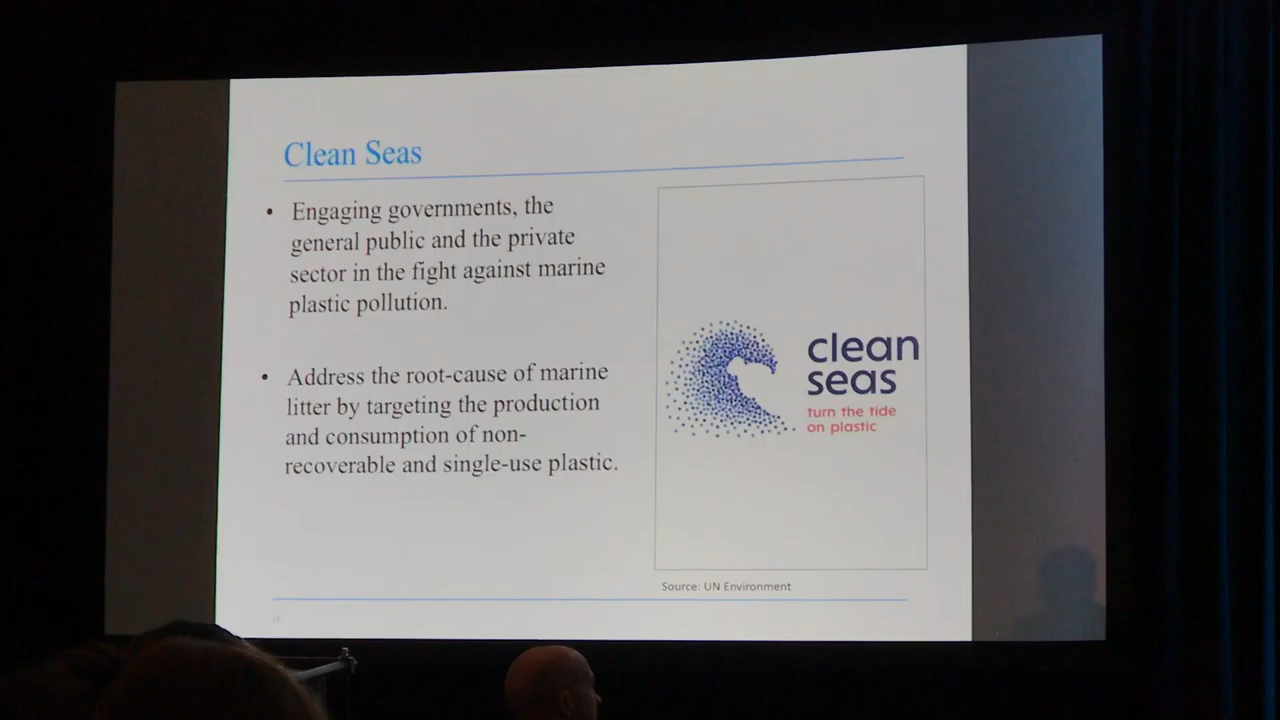 Clean Seas
• Engaging governments, the
general public and the private
sector in the fight against marine
plastic pollution.
• Address the root-cause of marine
litter by targeting the production
and consumption of non-
recoverable and single-use plastic.
clean
seas
turn the tide
on plastic
Source: UN Environment